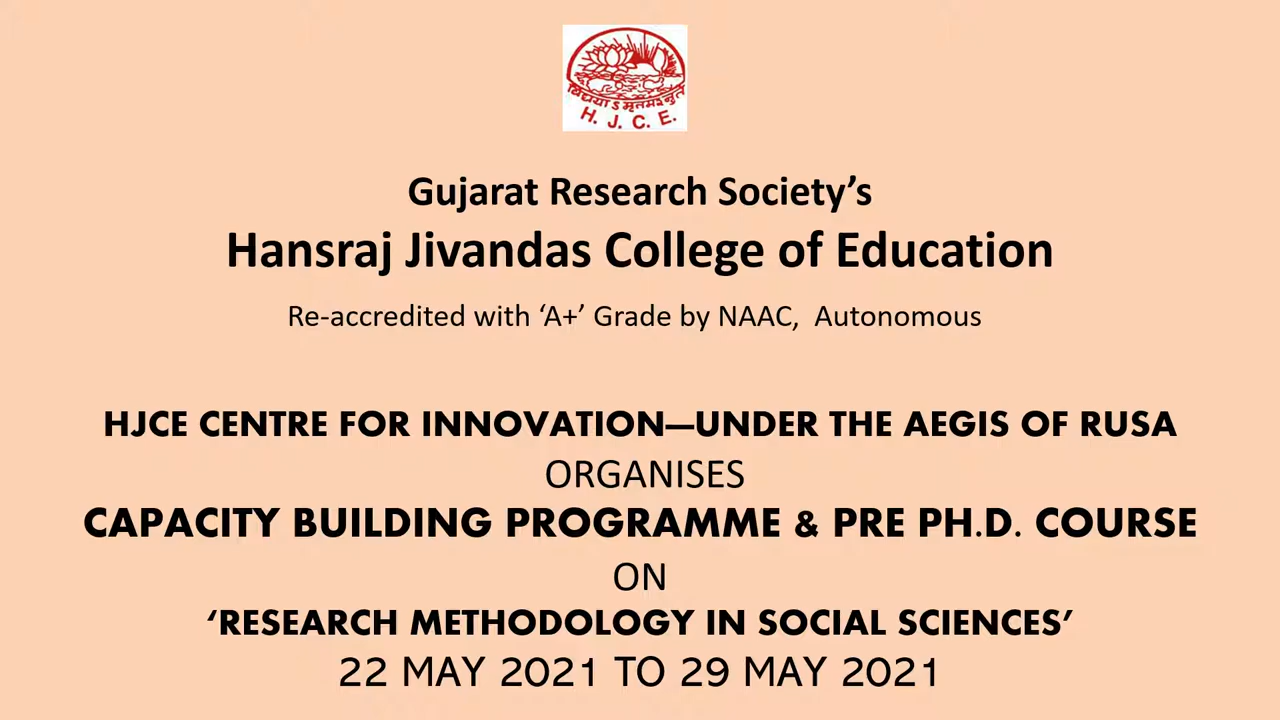 विद्यया ऽ मृतमश्नुते
H. J. C. E.
Gujarat Research Society’s
Hansraj Jivandas College of Education
Re-accredited with ‘A+’ Grade by NAAC, Autonomous
HJCE CENTRE FOR INNOVATION—UNDER THE AEGIS OF RUSA
ORGANISES
CAPACITY BUILDING PROGRAMME & PRE PH.D. COURSE
ON
‘RESEARCH METHODOLOGY IN SOCIAL SCIENCES’
22 MAY 2021 TO 29 MAY 2021